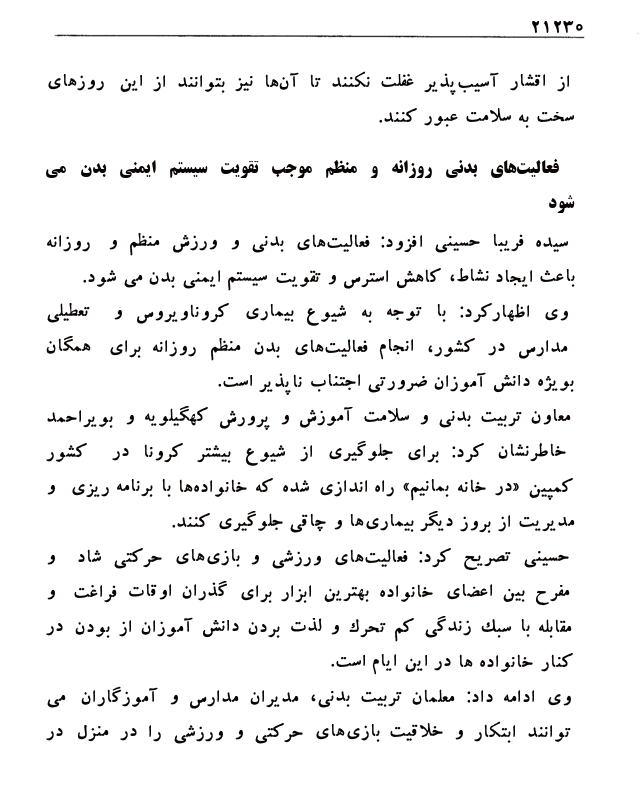 ۲۱۲۳۰
از اقشار آسیب‌پذیر غفلت نکنند تا آن‌ها نیز بتوانند از این روزهای
سخت به سلامت عبور کنند.
فعالیت‌های بدنی روزانه و منظم موجب تقویت سیستم ایمنی بدن می
شود
سیده فریبا حسینی افزود: فعالیت‌های بدنی و ورزش منظم و روزانه
باعث ایجاد نشاط، کاهش استرس و تقویت سیستم ایمنی بدن می شود.
وی اظهارکرد: با توجه به شیوع بیماری کروناویروس و تعطیلی
مدارس در کشور، انجام فعالیت‌های بدن منظم روزانه برای همگان
بویژه دانش آموزان ضرورتی اجتناب ناپذیر است.
معاون تربیت بدنی و سلامت آموزش و پرورش کهگیلویه و بویراحمد
خاطرنشان کرد: برای جلوگیری از شیوع بیشتر کرونا در کشور
کمپین «در خانه بمانیم» راه اندازی شده که خانواده‌ها با برنامه ریزی و
مدیریت از بروز دیگر بیماری‌ها و چاقی جلوگیری کنند.
حسینی تصریح کرد: فعالیت‌های ورزشی و بازی‌های حرکتی شاد و
مفرح بین اعضای خانواده بهترین ابزار برای گذران اوقات فراغت و
مقابله با سبك زندگی کم تحرك و لذت بردن دانش آموزان از بودن در
کنار خانواده ها در این ایام است.
وی ادامه داد: معلمان تربیت بدنی، مدیران مدارس و آموزگاران می
توانند ابتکار و خلاقیت بازی‌های حرکتی و ورزشی را در منزل در